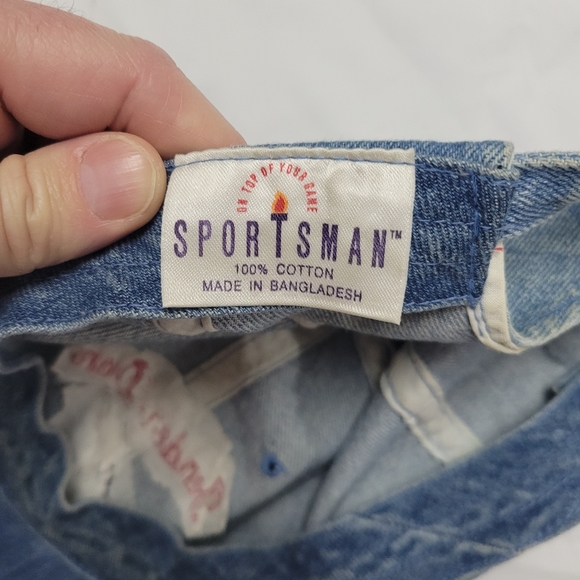 ON TOP OF YOUR GAME
SPORTSMAN™
100% COTTON
MADE IN BANGLADESH